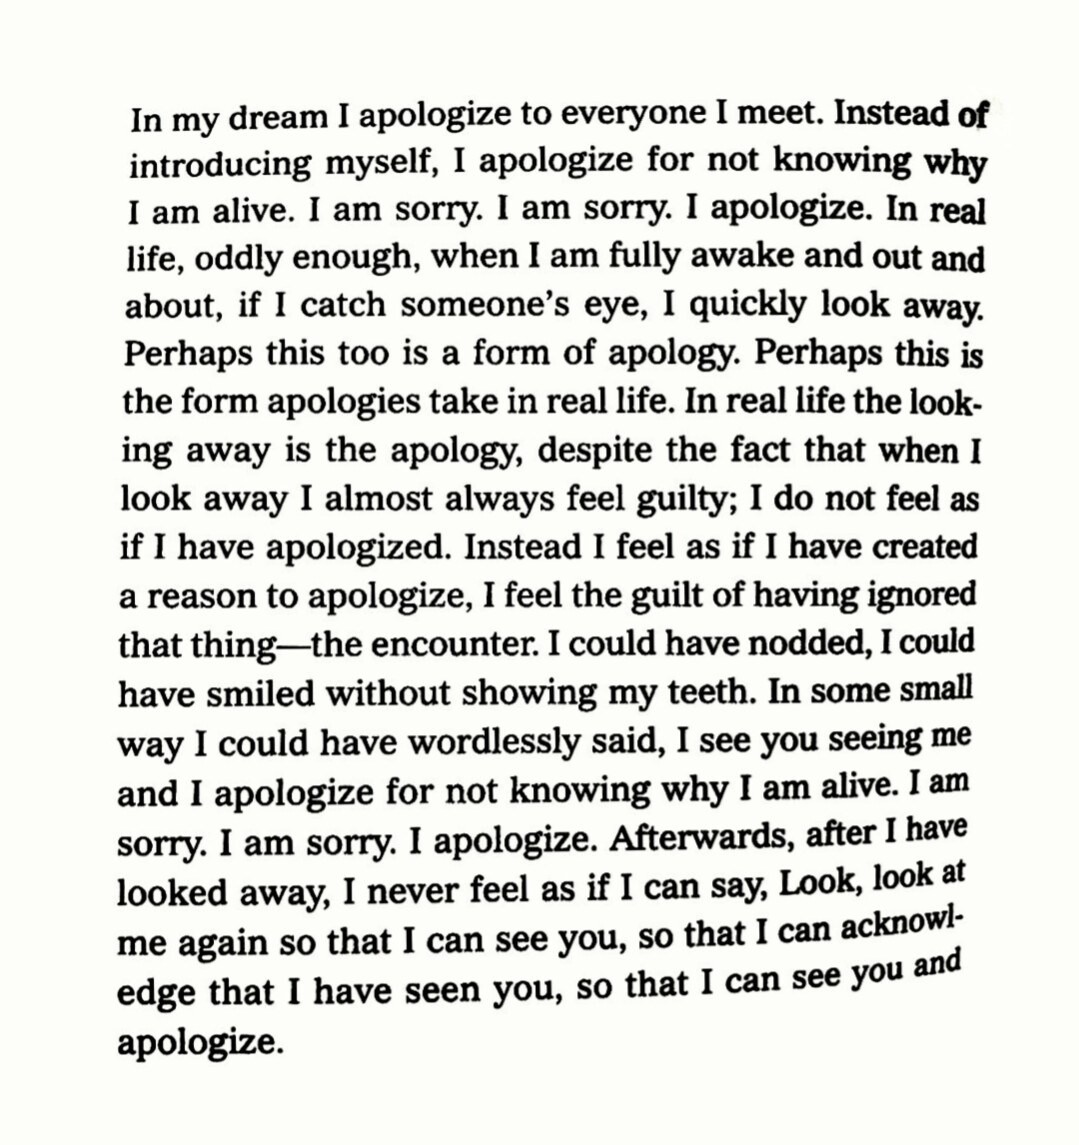 In my dream I apologize to everyone I meet. Instead of
introducing myself, I apologize for not knowing why
I am alive. I am sorry. I am sorry. I apologize. In real
life, oddly enough, when I am fully awake and out and
about, if I catch someone’s eye, I quickly look away.
Perhaps this too is a form of apology. Perhaps this is
the form apologies take in real life. In real life the look-
ing away is the apology, despite the fact that when I
look away I almost always feel guilty; I do not feel as
if I have apologized. Instead I feel as if I have created
a reason to apologize, I feel the guilt of having ignored
that thing—the encounter. I could have nodded, I could
have smiled without showing my teeth. In some small
way I could have wordlessly said, I see you seeing me
and I apologize for not knowing why I am alive. I am
sorry. I am sorry. I apologize. Afterwards, after I have
looked away, I never feel as if I can say, Look, look at
me again so that I can see you, so that I can acknowl-
edge that I have seen you, so that I can see you and
apologize.